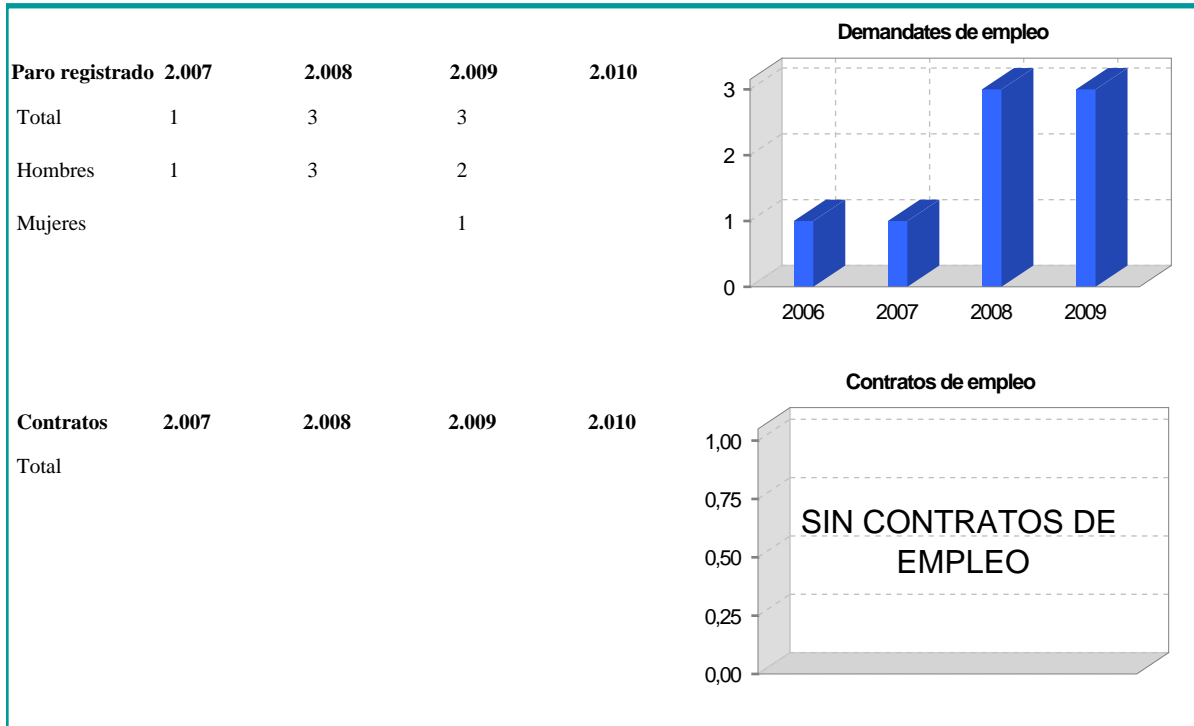 Demandates de empleo
Paro registrado 2.007 2.008 2.009 2.010
Total 1 3 3
Hombres 1 3 2
Mujeres 1
3
2
1
0
2006 2007 2008 2009
Contratos de empleo
Contratos 2.007 2.008 2.009 2.010
Total
1,00
0,75
0,50
0,25
0,00
SIN CONTRATOS DE
EMPLEO